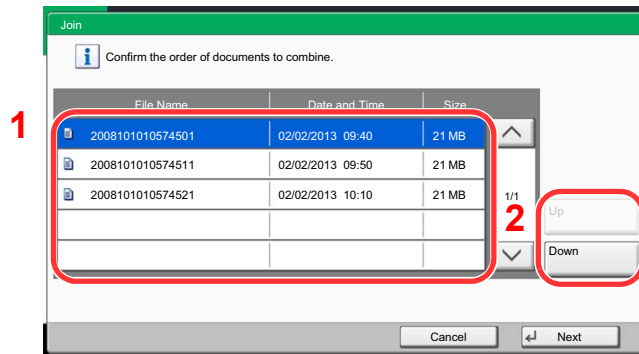 Join
Confirm the order of documents to combine.
File Name Date and Time Size
1
2008101010574501 02/02/2013 09:40 21 MB
2008101010574511 02/02/2013 09:50 21 MB
2008101010574521 02/02/2013 10:10 21 MB
1/1
2
Up
Down
Cancel Next